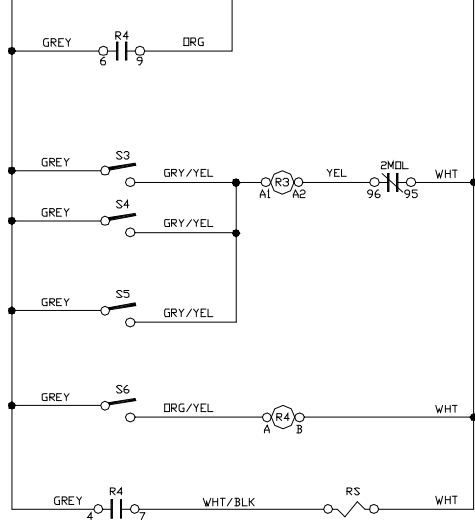 GREY R4 ORG
6 9
GREY S3 GRY/YEL R3 YEL 2MOL WHT
A1 A2 96 95
GREY S4 GRY/YEL
GREY S5 GRY/YEL
GREY S6 ORG/YEL R4 WHT
A B
GREY R4 WHT/BLK RS WHT
4 7